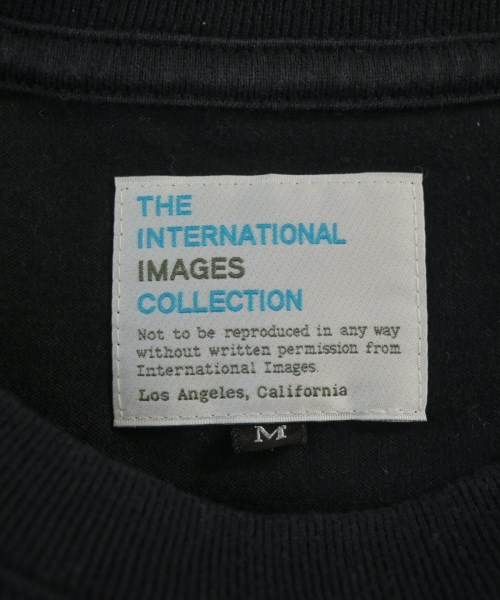 THE
INTERNATIONAL
IMAGES
COLLECTION
Not to be reproduced in any way
without written permission from
International Images.
Los Angeles, California
M